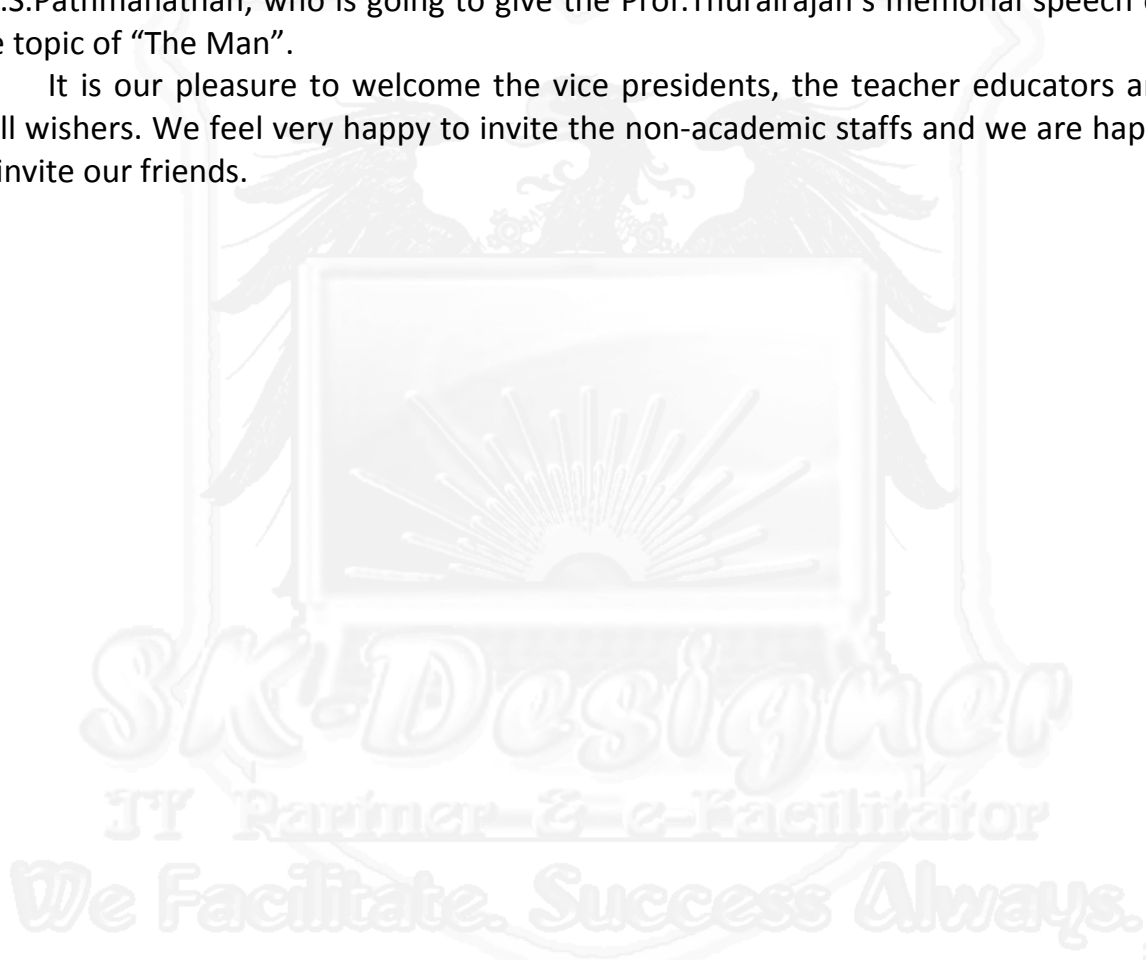 .S.Pathmanathan, who is going to give the Prof.Thurairajah's memorial speech
e topic of “The Man”.
It is our pleasure to welcome the vice presidents, the teacher educators a
ll wishers. We feel very happy to invite the non-academic staffs and we are hap
invite our friends.
SK-Designer
IT Partner & e-Facilitator
We Facilitate. Success Always.